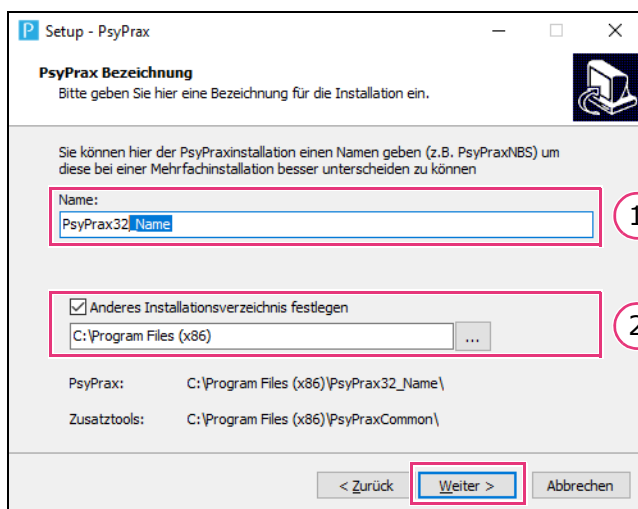 Setup - PsyPrax
PsyPrax Bezeichnung
Bitte geben Sie hier eine Bezeichnung für die Installation ein.
Sie können hier der PsyPraxinstallation einen Namen geben (z.B. PsyPraxNBS) um
diese bei einer Mehrfachinstallation besser unterscheiden zu können
Name:
PsyPrax32_Name
1
Anderes Installationsverzeichnis festlegen
C:\Program Files (x86)
...
2
PsyPrax: C:\Program Files (x86)\PsyPrax32_Name\
Zusatztools: C:\Program Files (x86)\PsyPraxCommon\
< Zurück Weiter > Abbrechen